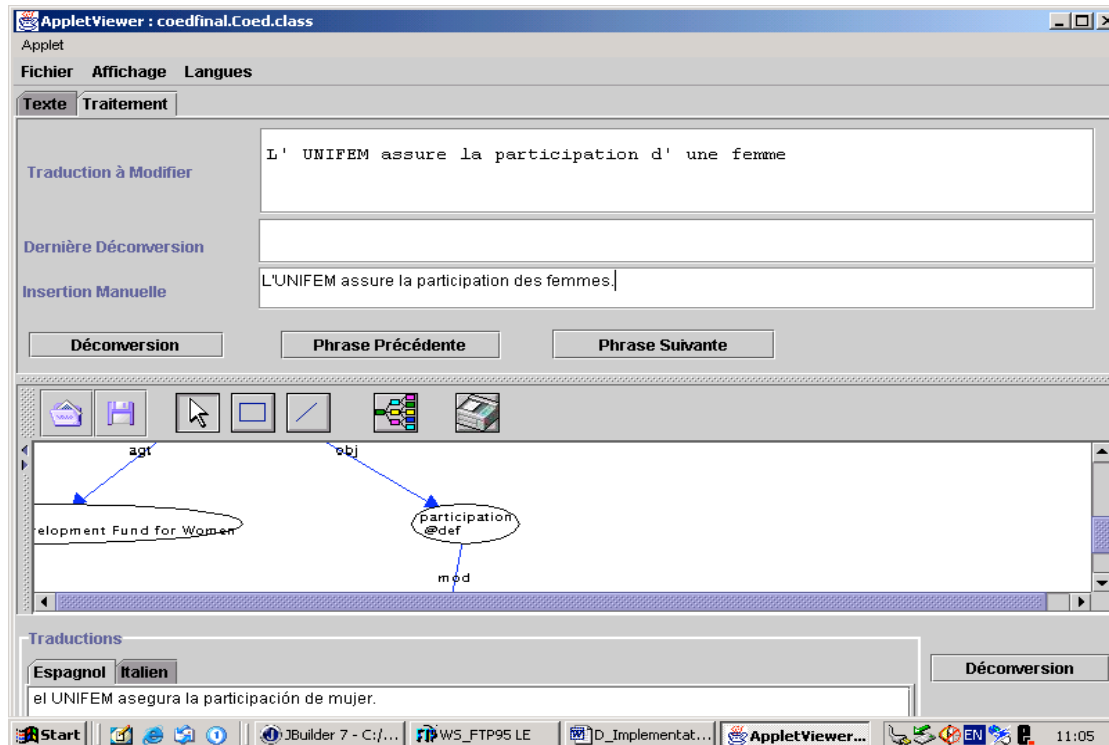 AppletViewer : coedfinal.Coed.class
Applet
Fichier Affichage Langues
Texte Traitement
Traduction à Modifier
L' UNIFEM assure la participation d' une femme
Dernière Déconversion
Insertion Manuelle
L'UNIFEM assure la participation des femmes.
Déconversion Phrase Précédente Phrase Suivante
agt obj
elopment Fund for Women
participation
@def
mod
Traductions
Espagnol Italien
Déconversion
el UNIFEM asegura la participación de mujer.
Start JBuilder 7 - C:/... WS_FTP95 LE D_Implementat... AppletViewer... EN 11:05